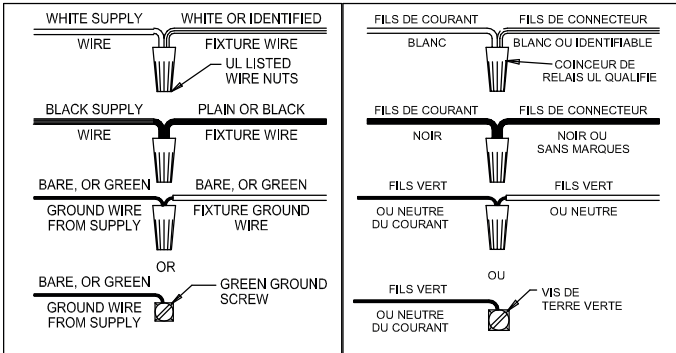 WHITE SUPPLY WHITE OR IDENTIFIED
WIRE FIXTURE WIRE
UL LISTED
WIRE NUTS
BLACK SUPPLY PLAIN OR BLACK
WIRE FIXTURE WIRE
BARE, OR GREEN BARE, OR GREEN
GROUND WIRE FIXTURE GROUND
FROM SUPPLY WIRE
OR
BARE, OR GREEN GREEN GROUND
SCREW
GROUND WIRE
FROM SUPPLY
FILS DE COURANT FILS DE CONNECTEUR
BLANC BLANC OU IDENTIFIABLE
COINCEUR DE
RELAIS UL QUALIFIE
FILS DE COURANT FILS DE CONNECTEUR
NOIR NOIR OU
SANS MARQUES
FILS VERT FILS VERT
OU NEUTRE OU NEUTRE
DU COURANT
OU
FILS VERT VIS DE
TERRE VERTE
OU NEUTRE
DU COURANT